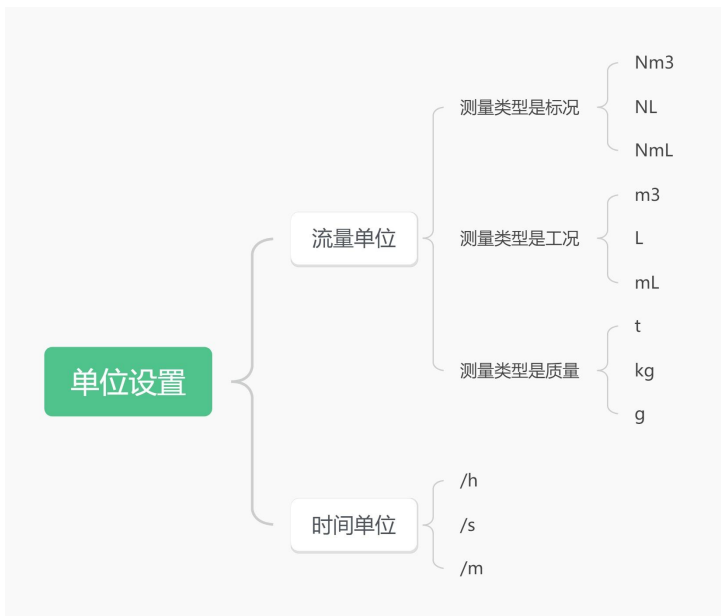 单位设置
流量单位
测量类型是标况
Nm3
NL
NmL
测量类型是工况
m3
L
mL
测量类型是质量
t
kg
g
时间单位
/h
/s
/m